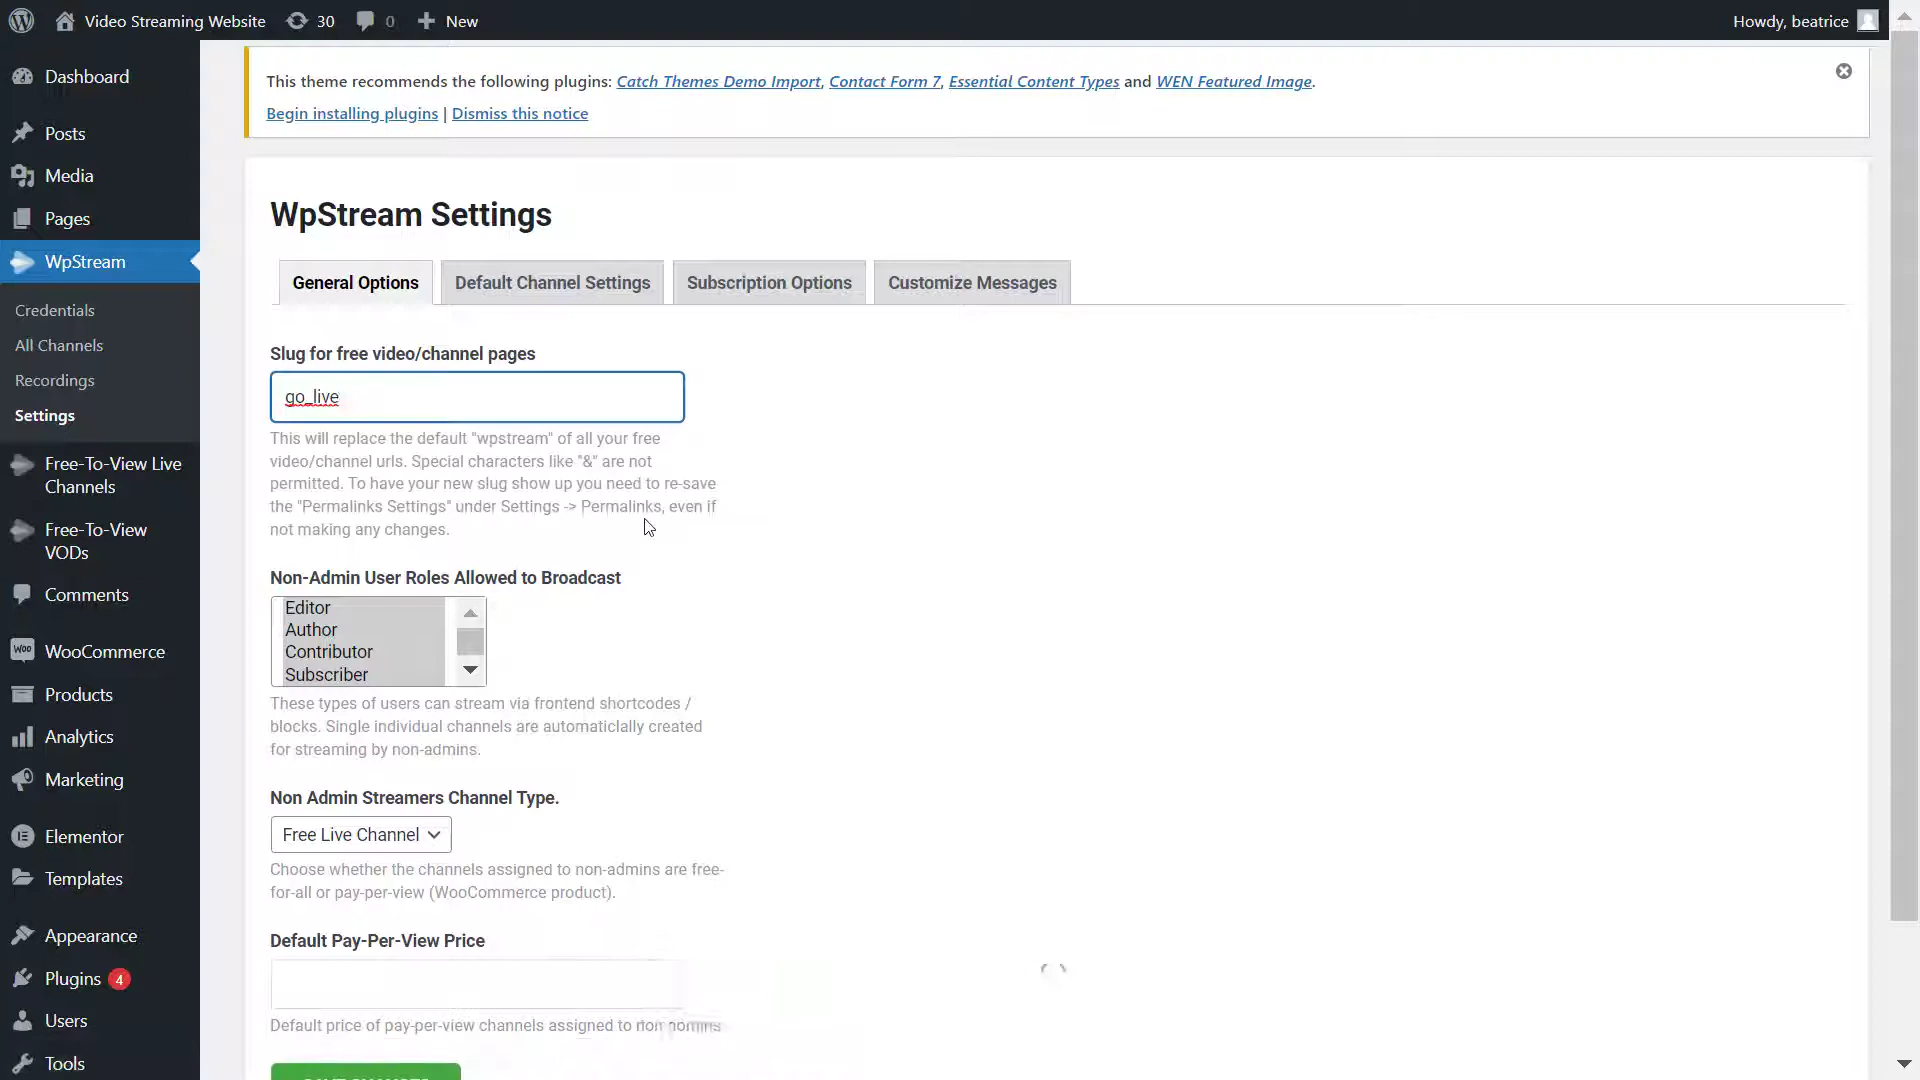 Video Streaming Website 30 0 New Howdy, beatrice
Dashboard
Posts
Media
Pages
WpStream
Credentials
All Channels
Recordings
Settings
Free-To-View Live
Channels
Free-To-View
VODs
Comments
WooCommerce
Products
Analytics
Marketing
Elementor
Templates
Appearance
Plugins 4
Users
Tools
This theme recommends the following plugins: Catch Themes Demo Import, Contact Form 7, Essential Content Types and WEN Featured Image.
Begin installing plugins | Dismiss this notice
WpStream Settings
General Options Default Channel Settings Subscription Options Customize Messages
Slug for free video/channel pages
go_live
This will replace the default "wpstream" of all your free
video/channel urls. Special characters like "&" are not
permitted. To have your new slug show up you need to re-save
the "Permalinks Settings" under Settings -> Permalinks, even if
not making any changes.
Non-Admin User Roles Allowed to Broadcast
Editor
Author
Contributor
Subscriber
These types of users can stream via frontend shortcodes /
blocks. Single individual channels are automaticlally created
for streaming by non-admins.
Non Admin Streamers Channel Type.
Free Live Channel
Choose whether the channels assigned to non-admins are free-
for-all or pay-per-view (WooCommerce product).
Default Pay-Per-View Price
Default price of pay-per-view channels assigned to